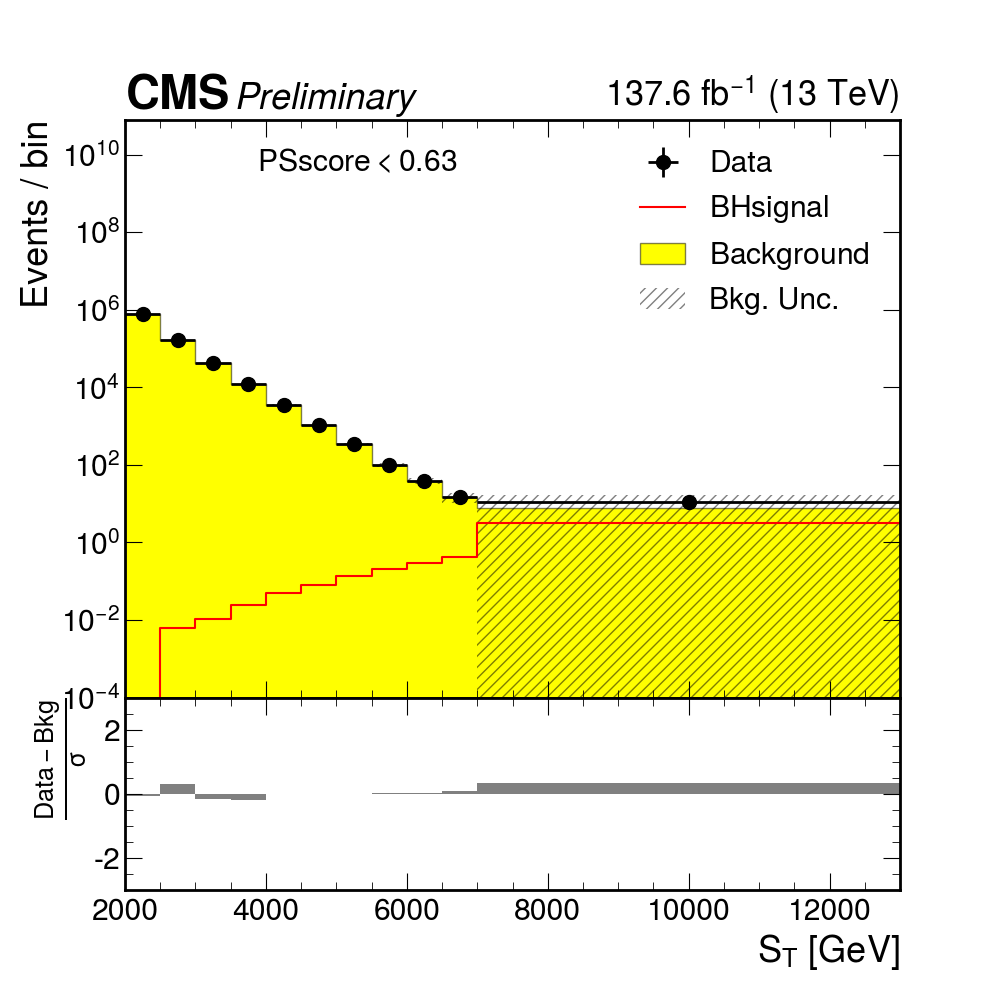 CMS Preliminary 137.6 fb⁻¹ (13 TeV)
Events / bin
PSscore < 0.63
Data
BHsignal
Background
Bkg. Unc.
10¹⁰
10⁸
10⁶
10⁴
10²
10⁰
10⁻²
10⁻⁴
Data – Bkg
σ
2
0
-2
2000 4000 6000 8000 10000 12000
S_T [GeV]